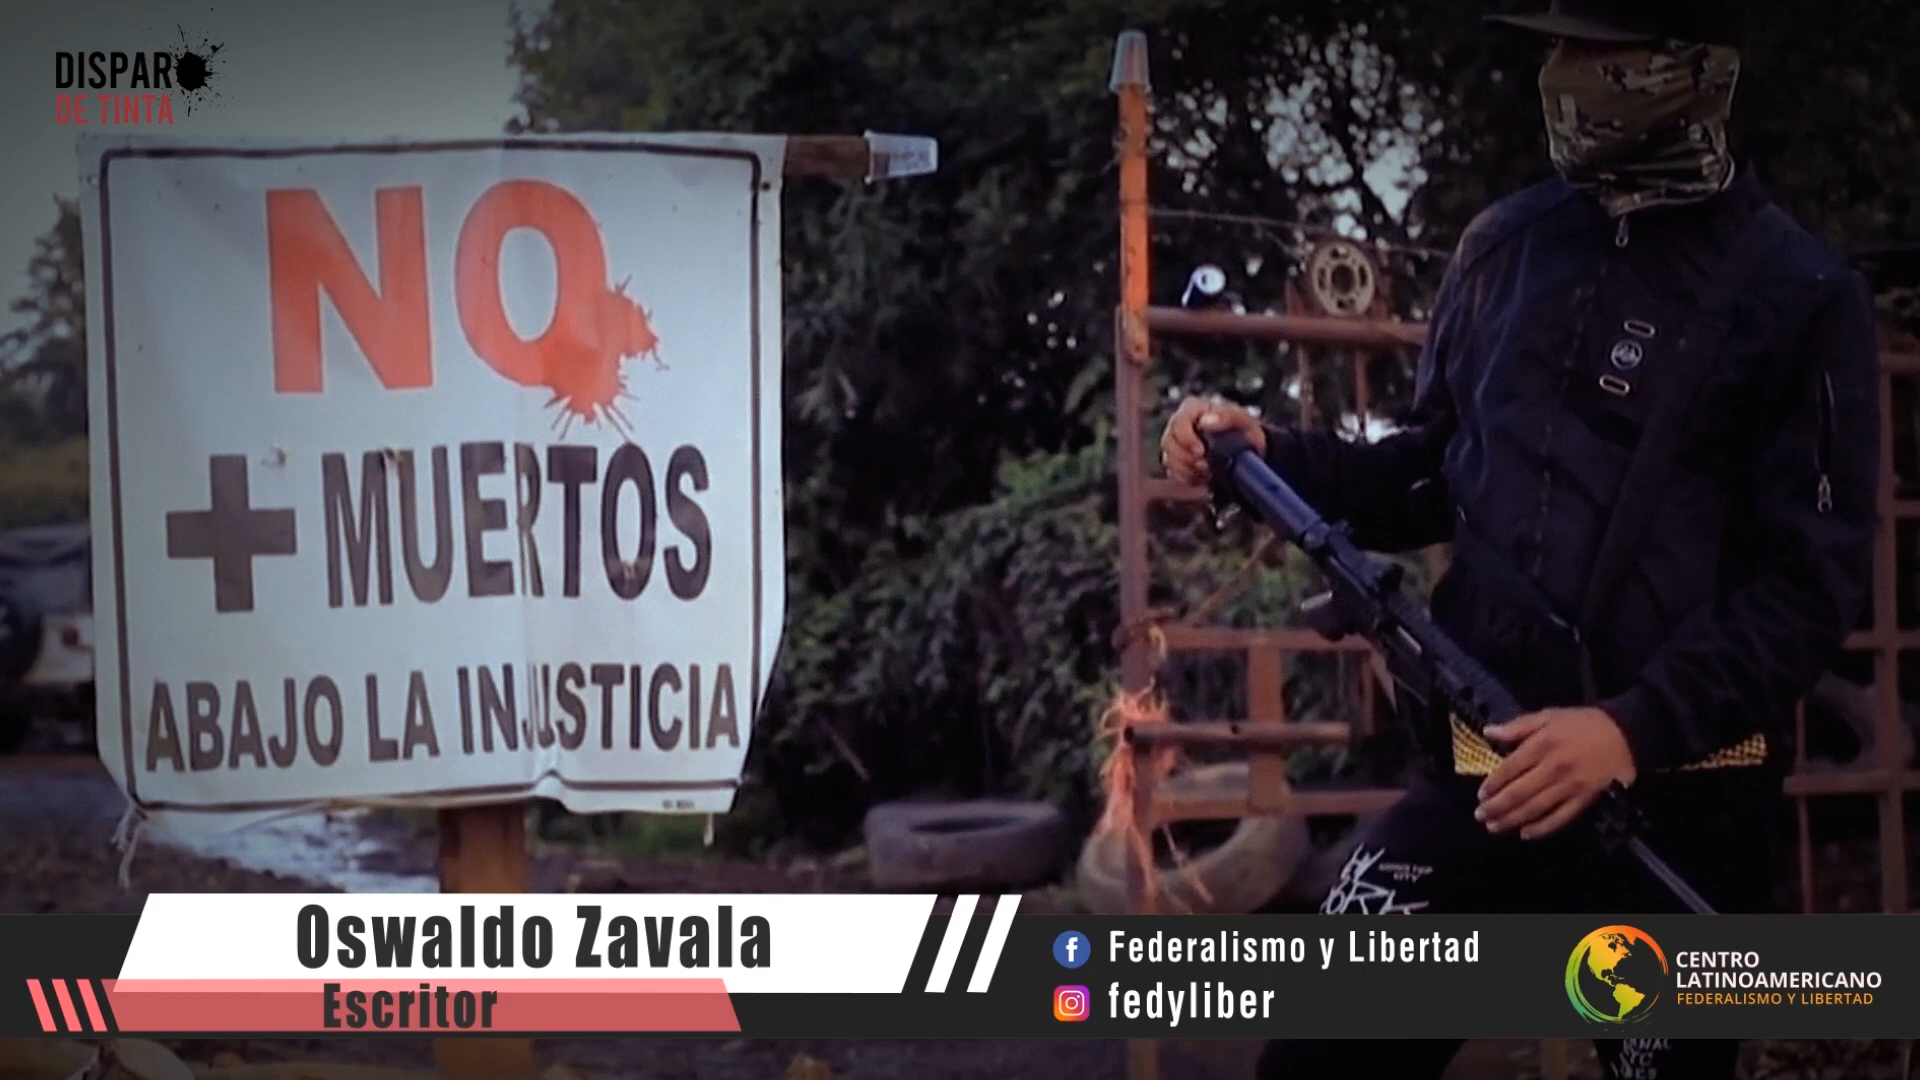 DISPARO
DE TINTA
NO
+ MUERTOS
ABAJO LA INJUSTICIA
Oswaldo Zavala
Escritor
Federalismo y Libertad
fedyliber
CENTRO
LATINOAMERICANO
FEDERALISMO Y LIBERTAD